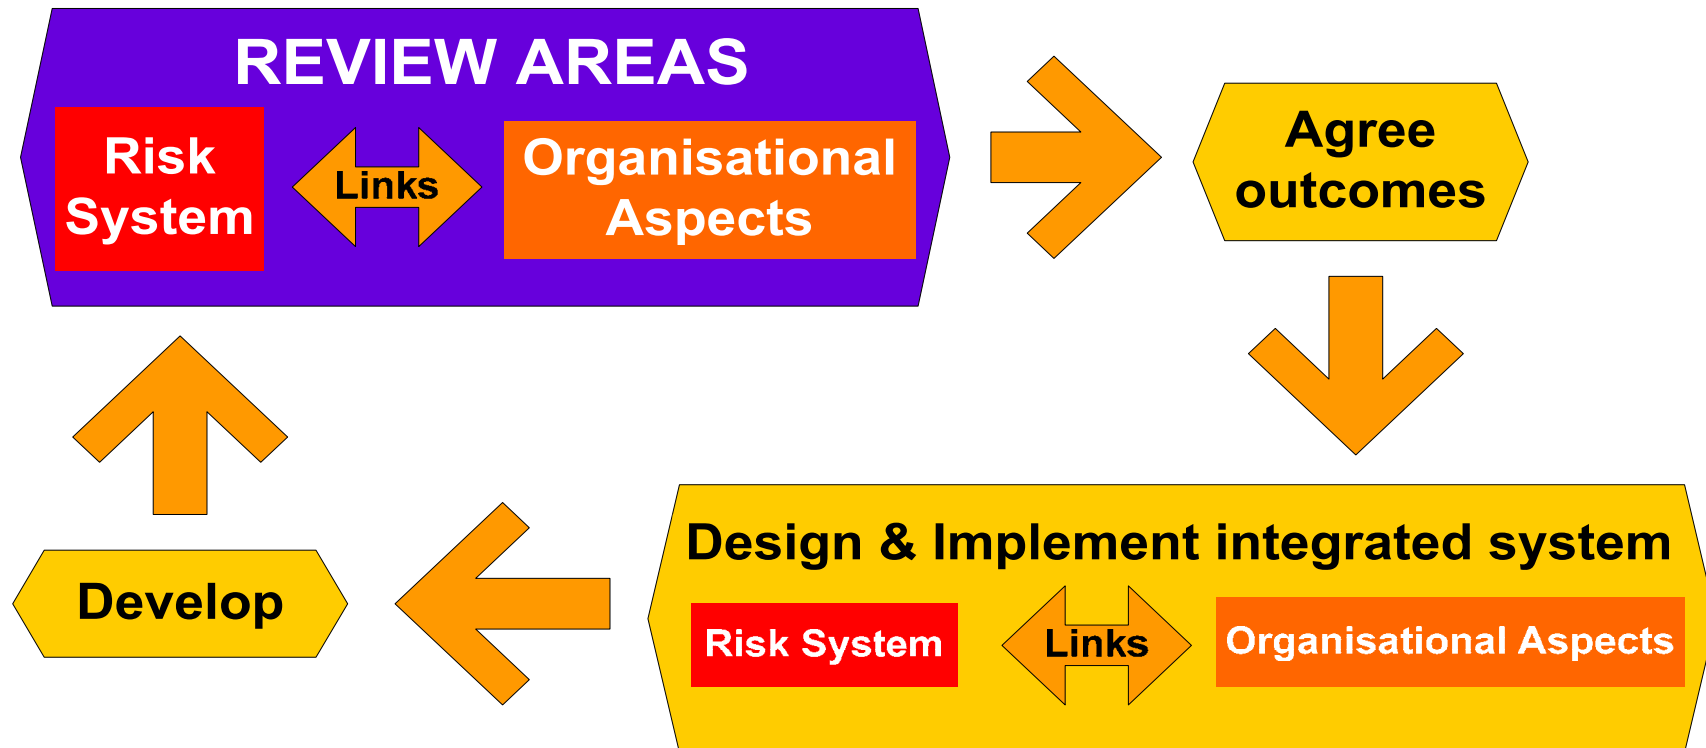 REVIEW AREAS
Risk
System
Links
Organisational
Aspects
Agree
outcomes
Design & Implement integrated system
Risk System
Links
Organisational Aspects
Develop